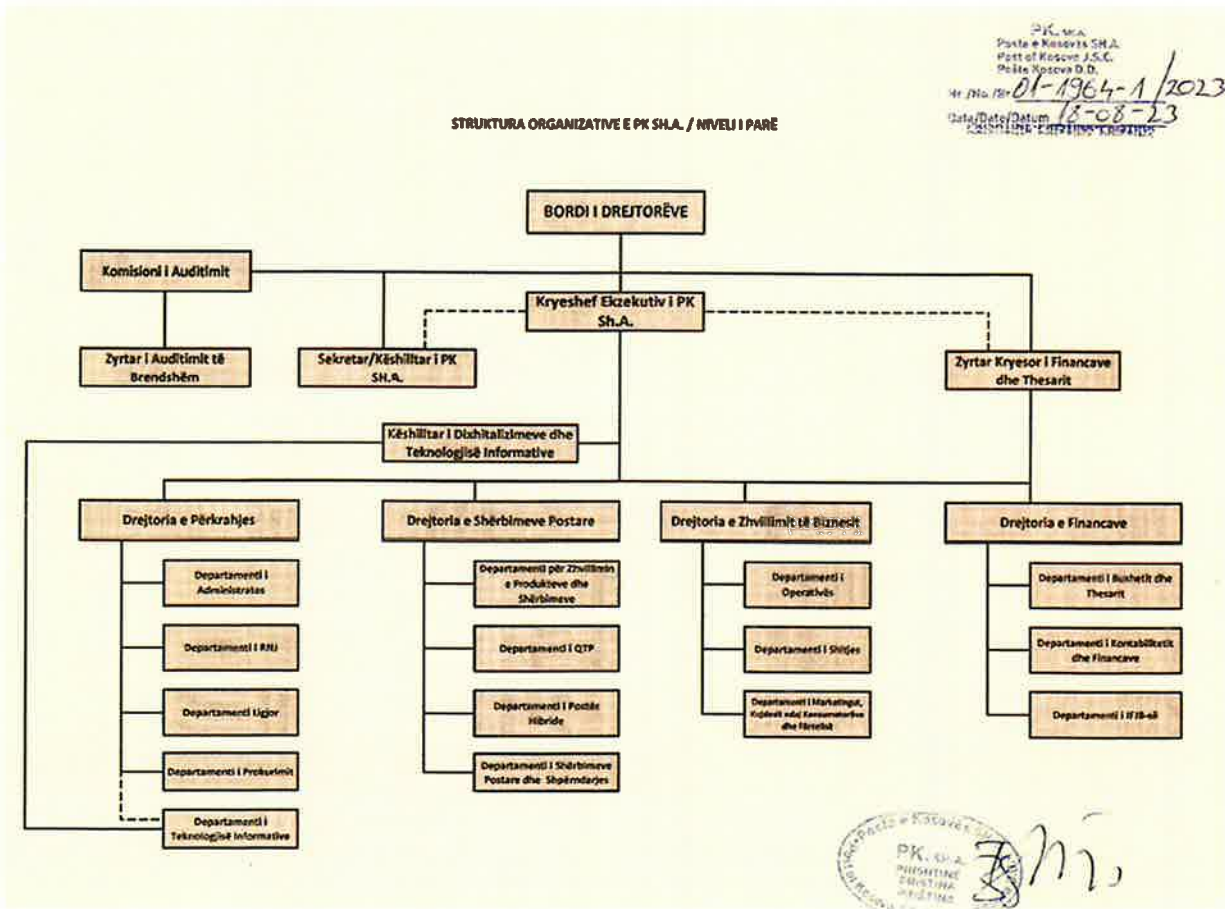 PK. SH.A.
Posta e Kosovës SH.A.
Post of Kosovo J.S.C.
Pošta Kosova D.D.
Nr./No./Br 01-1964-1/2023
Data/Date/Datum 18-08-23
STRUKTURA ORGANIZATIVE E PK SH.A. / NIVELI I PARË
BORDI I DREJTORËVE
Komisioni i Auditimit
Kryeshef Ekzekutiv i PK
Sh.A.
Zyrtar i Auditimit të
Brendshëm
Sekretar/Këshilltar i PK
SH.A.
Zyrtar Kryesor i Financave
dhe Thesarit
Këshilltar i Dixhitalizimeve dhe
Teknologjisë Informative
Drejtoria e Përkrahjes
Drejtoria e Shërbimeve Postare
Drejtoria e Zhvillimit të Biznesit
Drejtoria e Financave
Departamenti i
Administratës
Departamenti për Zhvillimin
e Produkteve dhe
Shërbimeve
Departamenti i
Operativës
Departamenti i Buxhetit dhe
Thesarit
Departamenti i RNJ
Departamenti i QTP
Departamenti i Shitjes
Departamenti i Kontabilitetit
dhe Financave
Departamenti Ligjor
Departamenti i Postës
Hibride
Departamenti i Marketingut,
Kujdesit ndaj Konsumatorëve
dhe
Departamenti i
Departamenti i Prokurimit
Departamenti i Shërbimeve
Postare dhe Shpërndarjes
Departamenti i
Teknologjisë Informative
Posta e Kosovës SH.A.
PK. SH.A.
PRISHTINË
PRISTINA
PRIŠTINA